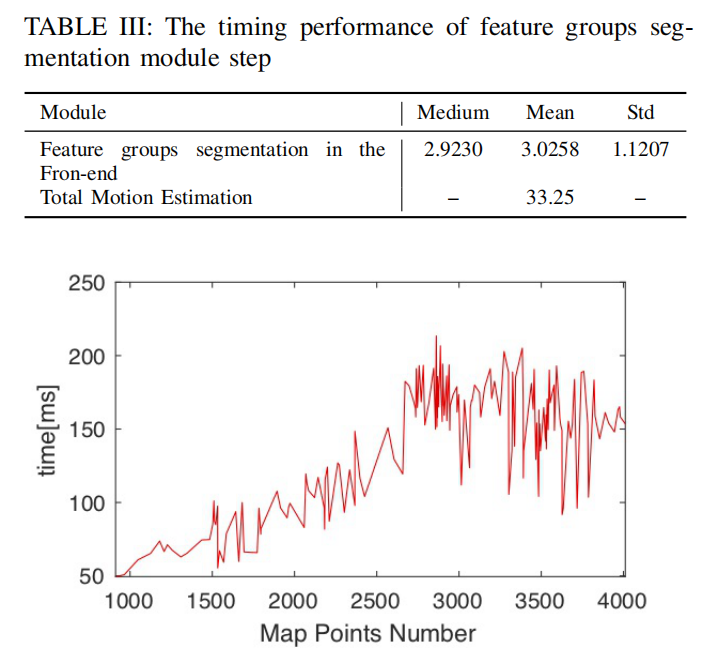 TABLE III: The timing performance of feature groups seg-
mentation module step
Module Medium Mean Std
Feature groups segmentation in the 2.9230 3.0258 1.1207
Fron-end
Total Motion Estimation – 33.25 –
250
200
150
100
50
time[ms]
1000 1500 2000 2500 3000 3500 4000
Map Points Number